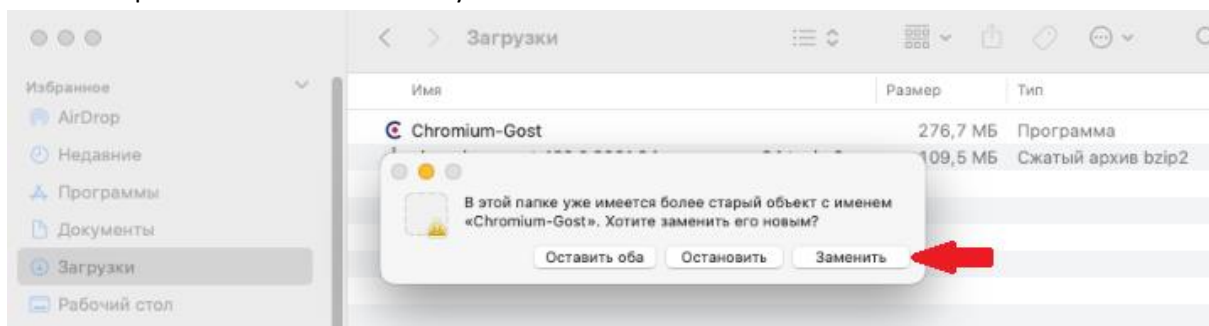 Загрузки
Избранное
AirDrop
Недавние
Программы
Документы
Загрузки
Рабочий стол
Имя
Размер
Тип
Chromium-Gost
276,7 МБ
Программа
109,5 МБ
Сжатый архив bzip2
В этой папке уже имеется более старый объект с именем
«Chromium-Gost». Хотите заменить его новым?
Оставить оба
Остановить
Заменить